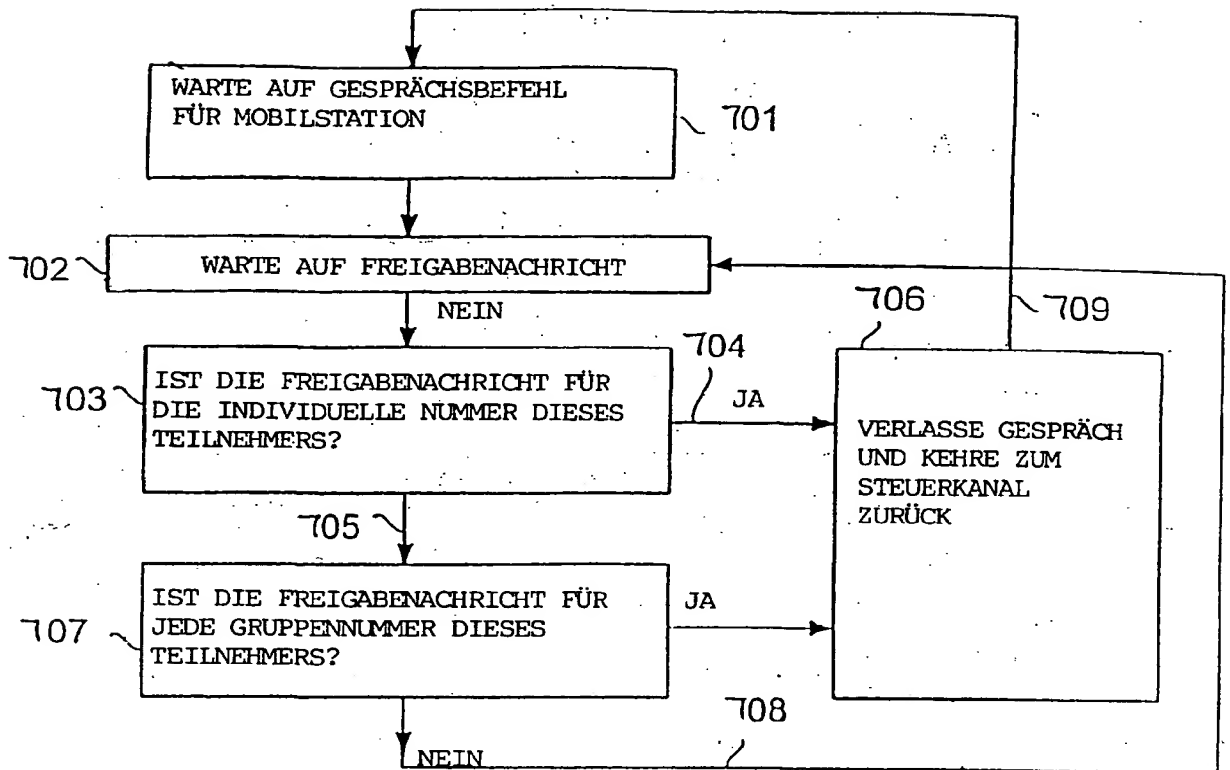 WARTE AUF GESPRÄCHSBEFEHL
FÜR MOBILSTATION
701
702
WARTE AUF FREIGABENACHRICHT
NEIN
709
706
704
703
IST DIE FREIGABENACHRICHT FÜR
DIE INDIVIDUELLE NUMMER DIESES
TEILNEHMERS?
JA
VERLASSE GESPRÄCH
UND KEHRE ZUM
STEUERKANAL
ZURÜCK
705
707
IST DIE FREIGABENACHRICHT FÜR
JEDE GRUPPENNUMMER DIESES
TEILNEHMERS?
JA
708
NEIN